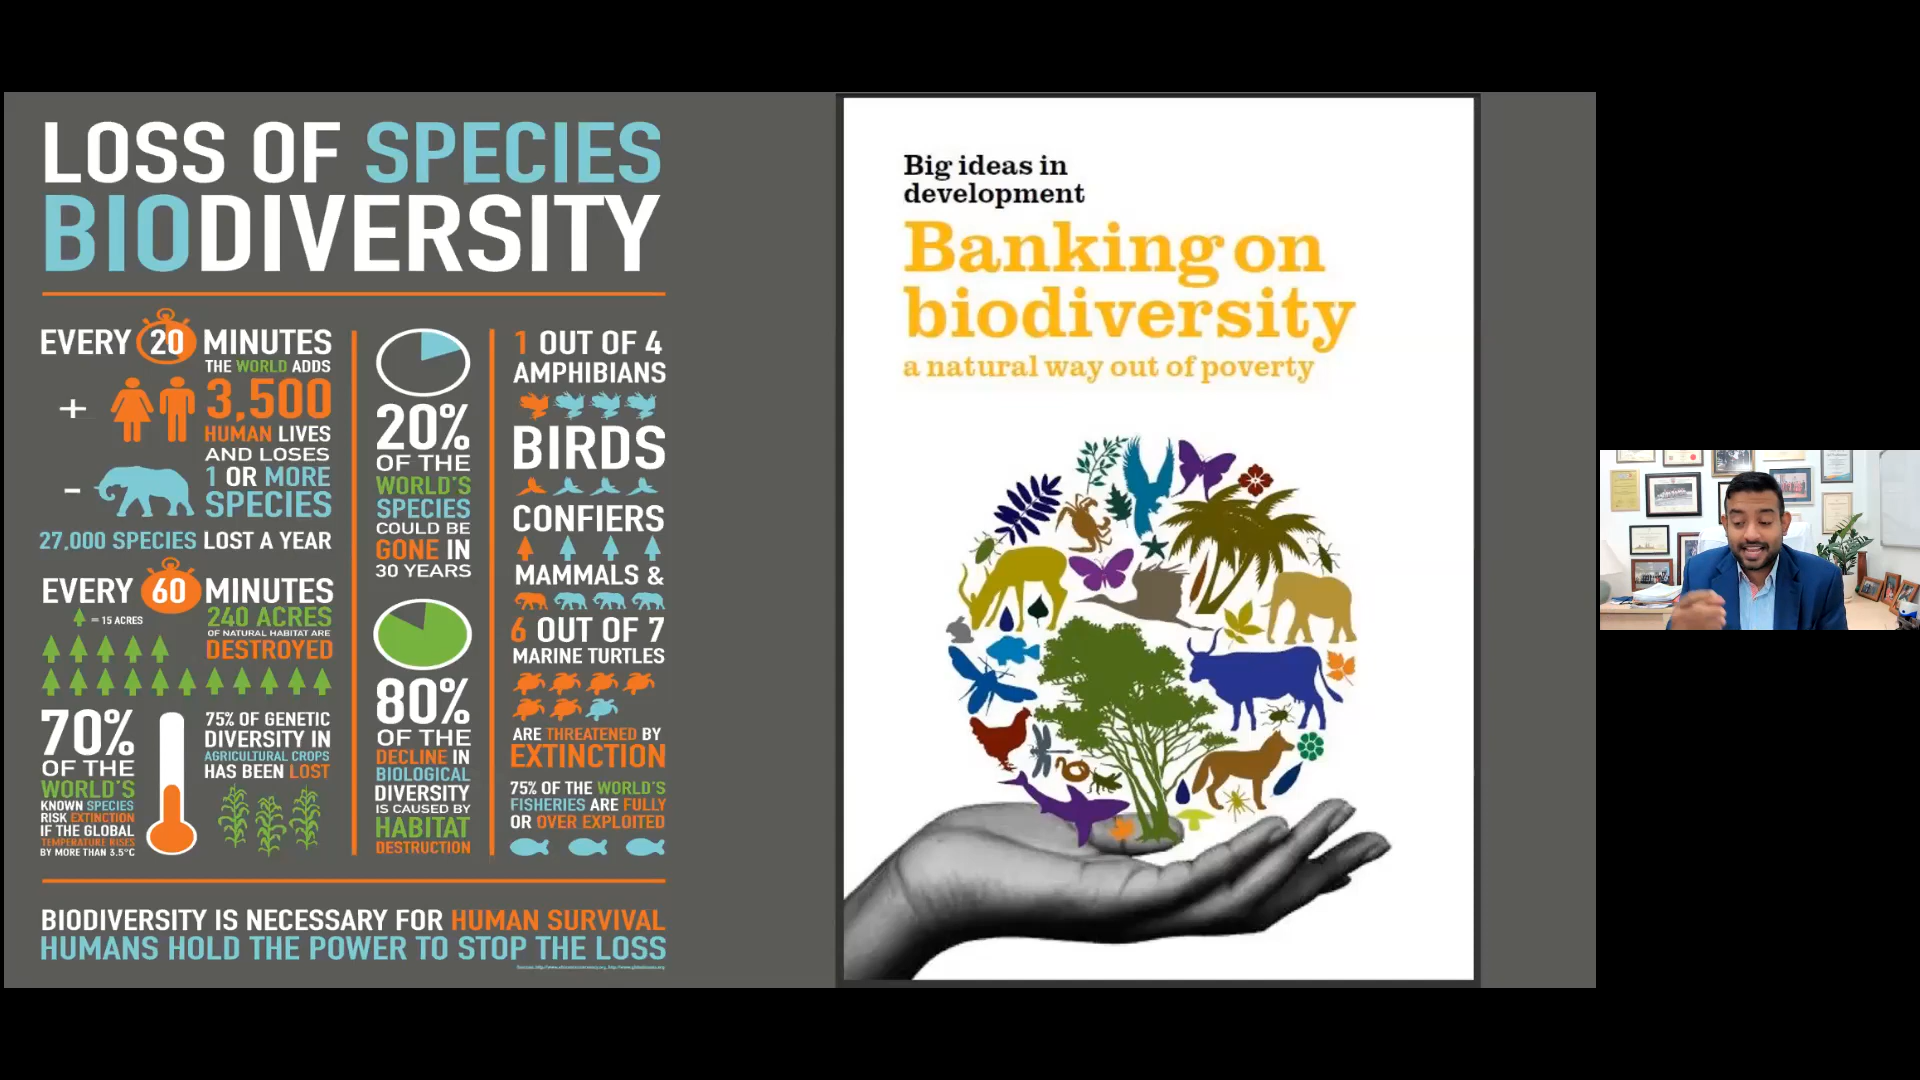 LOSS OF SPECIES
BIODIVERSITY
EVERY 20 MINUTES
THE WORLD ADDS
+ 3,500
HUMAN LIVES
AND LOSES
- 1 OR MORE
SPECIES
27,000 SPECIES LOST A YEAR
EVERY 60 MINUTES
= 15 ACRES
240 ACRES
OF NATURAL HABITAT ARE
DESTROYED
70%
OF THE
WORLD'S
KNOWN SPECIES
RISK EXTINCTION
IF THE GLOBAL
TEMPERATURE RISES
BY MORE THAN 3.5°C
75% OF GENETIC
DIVERSITY IN
AGRICULTURAL CROPS
HAS BEEN LOST
20%
OF THE
WORLD'S
SPECIES
COULD BE
GONE IN
30 YEARS
80%
OF THE
DECLINE IN
BIOLOGICAL
DIVERSITY
IS CAUSED BY
HABITAT
DESTRUCTION
1 OUT OF 4
AMPHIBIANS
BIRDS
CONFIERS
MAMMALS &
6 OUT OF 7
MARINE TURTLES
ARE THREATENED BY
EXTINCTION
75% OF THE WORLD'S
FISHERIES ARE FULLY
OR OVER EXPLOITED
BIODIVERSITY IS NECESSARY FOR HUMAN SURVIVAL
HUMANS HOLD THE POWER TO STOP THE LOSS
Big ideas in
development
Banking on
biodiversity
a natural way out of poverty